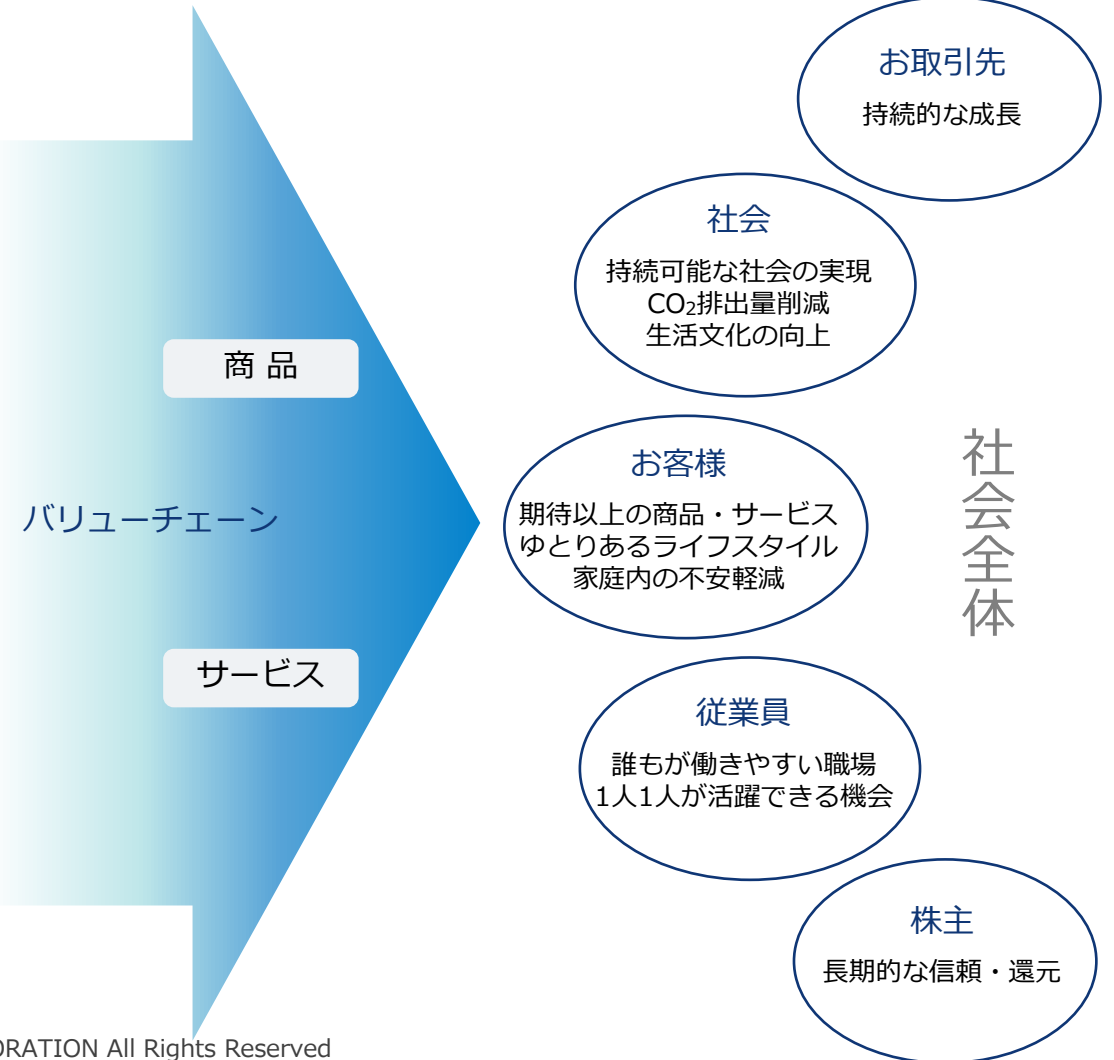 お取引先
持続的な成長
社会
持続可能な社会の実現
CO₂排出量削減
生活文化の向上
商 品
お客様
期待以上の商品・サービス
ゆとりあるライフスタイル
家庭内の不安軽減
バリューチェーン
社会全体
サービス
従業員
誰もが働きやすい職場
1人1人が活躍できる機会
株主
長期的な信頼・還元
ORATION All Rights Reserved